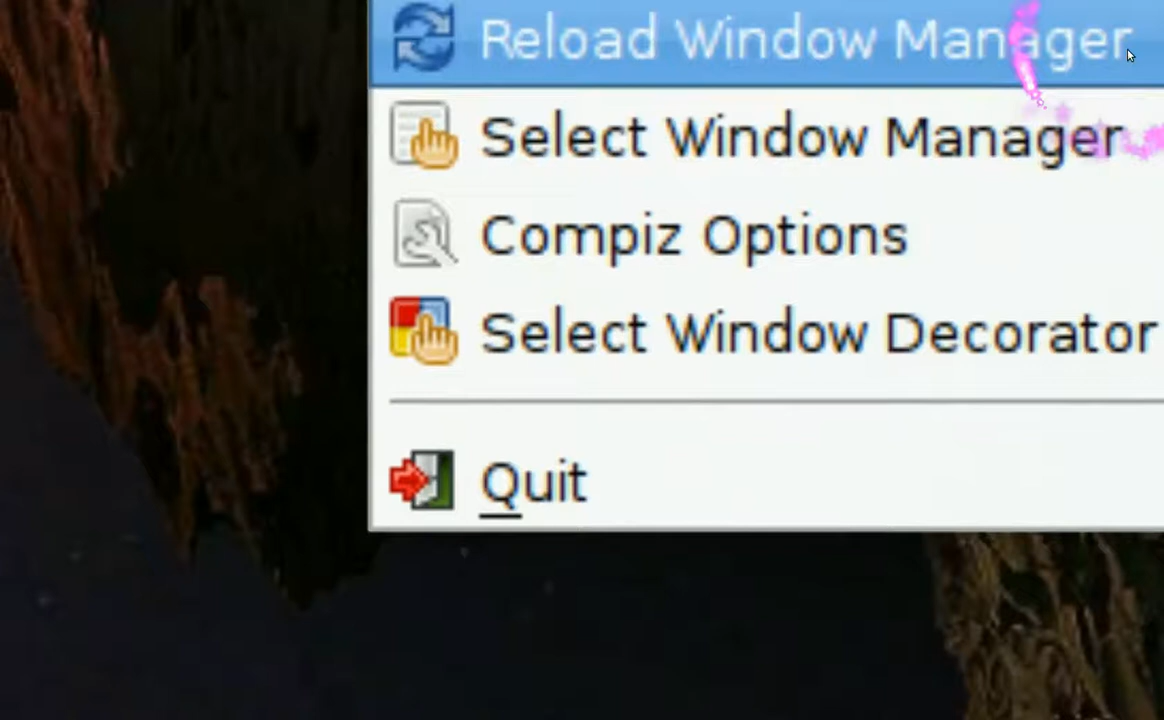 Reload Window Manager
Select Window Manager
Compiz Options
Select Window Decorator
Quit